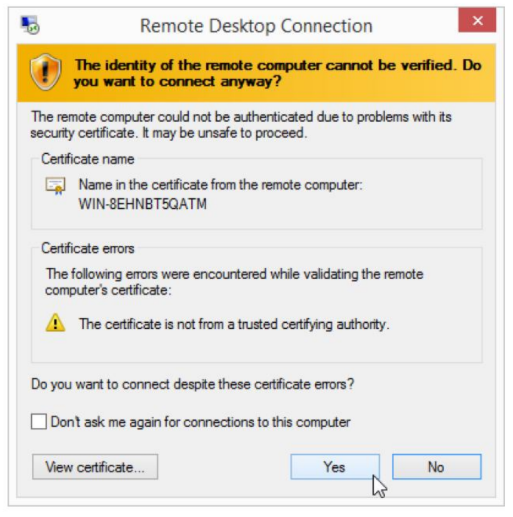 Remote Desktop Connection
The identity of the remote computer cannot be verified. Do
you want to connect anyway?
The remote computer could not be authenticated due to problems with its
security certificate. It may be unsafe to proceed.
Certificate name
Name in the certificate from the remote computer:
WIN-8EHNBT5QATM
Certificate errors
The following errors were encountered while validating the remote
computer's certificate:
The certificate is not from a trusted certifying authority.
Do you want to connect despite these certificate errors?
Don't ask me again for connections to this computer
View certificate...
Yes
No